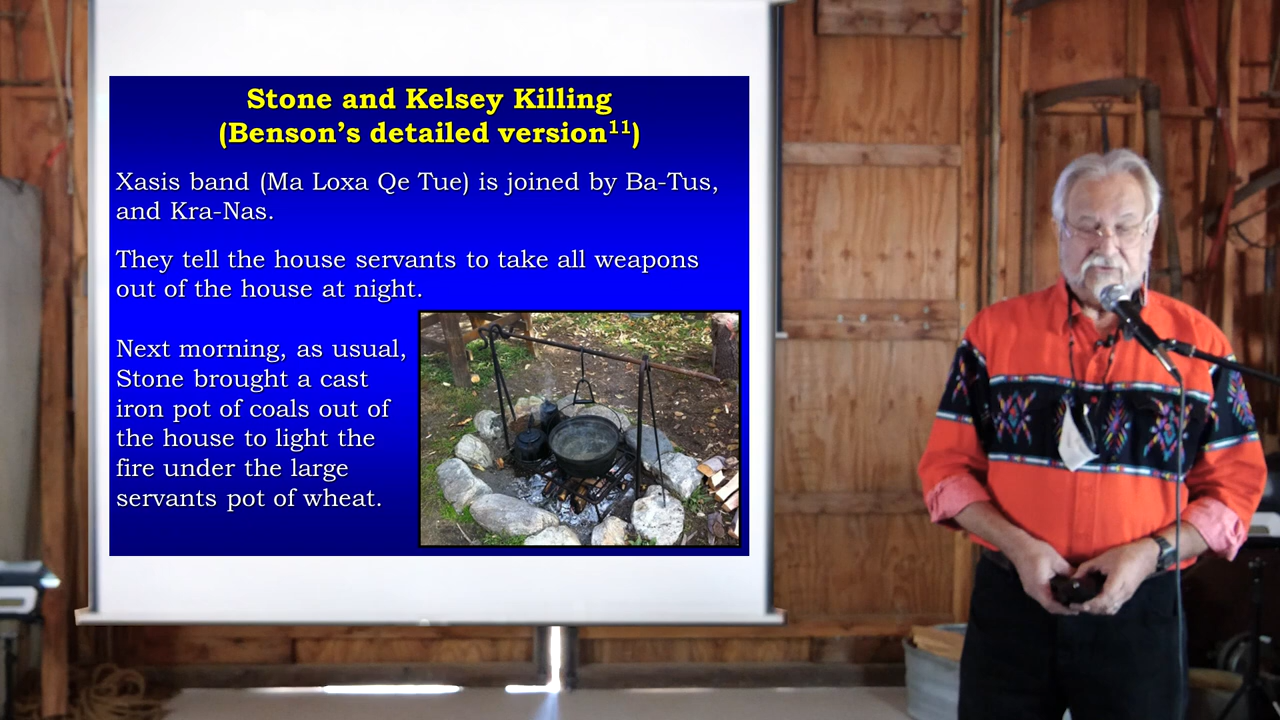 Stone and Kelsey Killing
(Benson's detailed version¹¹)
Xasis band (Ma Loxa Qe Tue) is joined by Ba-Tus,
and Kra-Nas.
They tell the house servants to take all weapons
out of the house at night.
Next morning, as usual,
Stone brought a cast
iron pot of coals out of
the house to light the
fire under the large
servants pot of wheat.